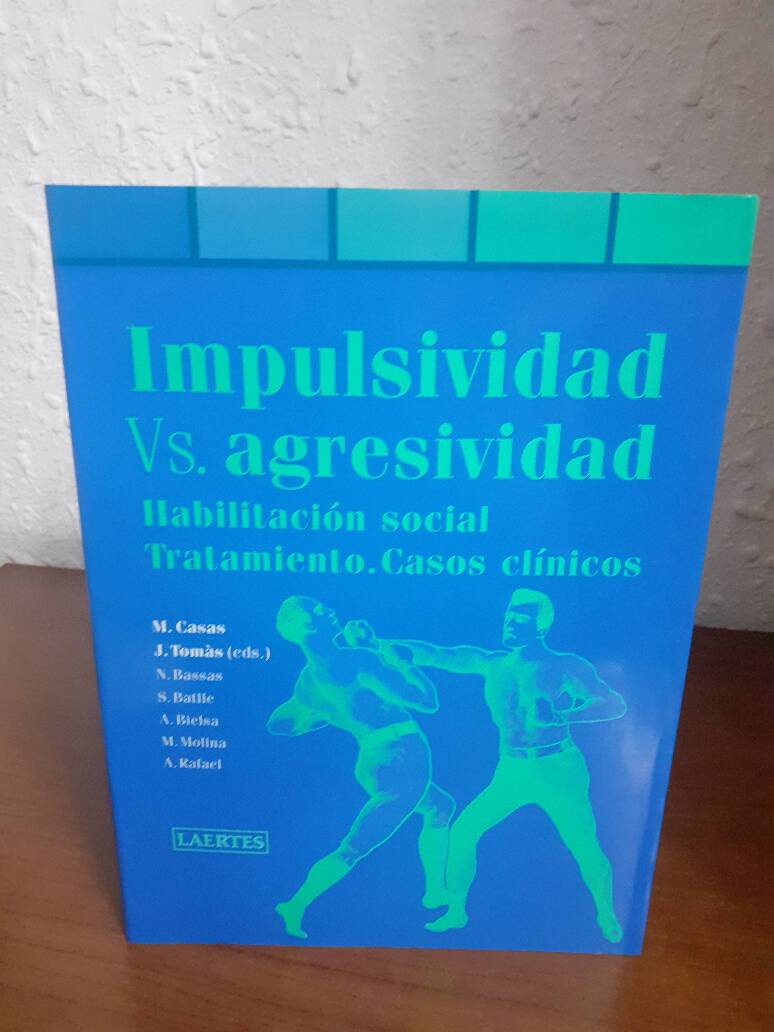 Impulsividad
Vs. agresividad
Habilitación social
Tratamiento. Casos clínicos
M. Casas
J. Tomàs (eds.)
N. Bassas
S. Batlle
A. Bielsa
M. Molina
A. Rafael
LAERTES